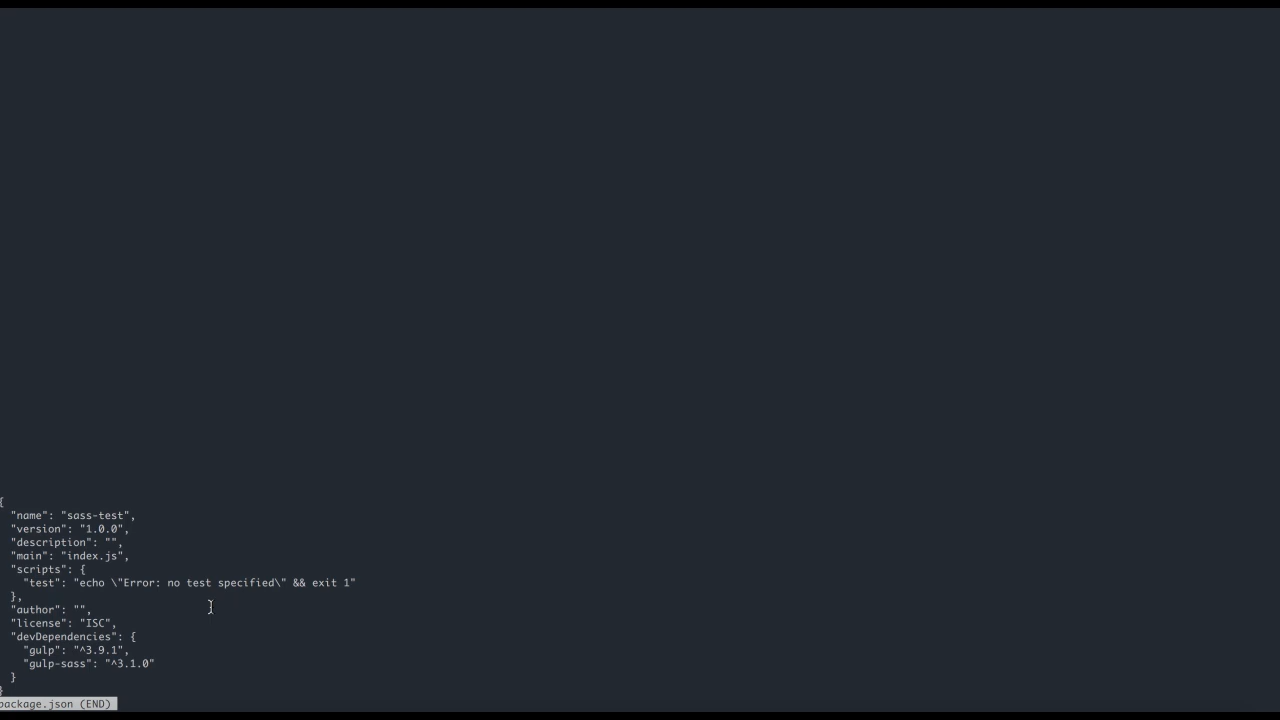 {
  "name": "sass-test",
  "version": "1.0.0",
  "description": "",
  "main": "index.js",
  "scripts": {
    "test": "echo \"Error: no test specified\" && exit 1"
  },
  "author": "",
  "license": "ISC",
  "devDependencies": {
    "gulp": "^3.9.1",
    "gulp-sass": "^3.1.0"
  }
}
package.json (END)